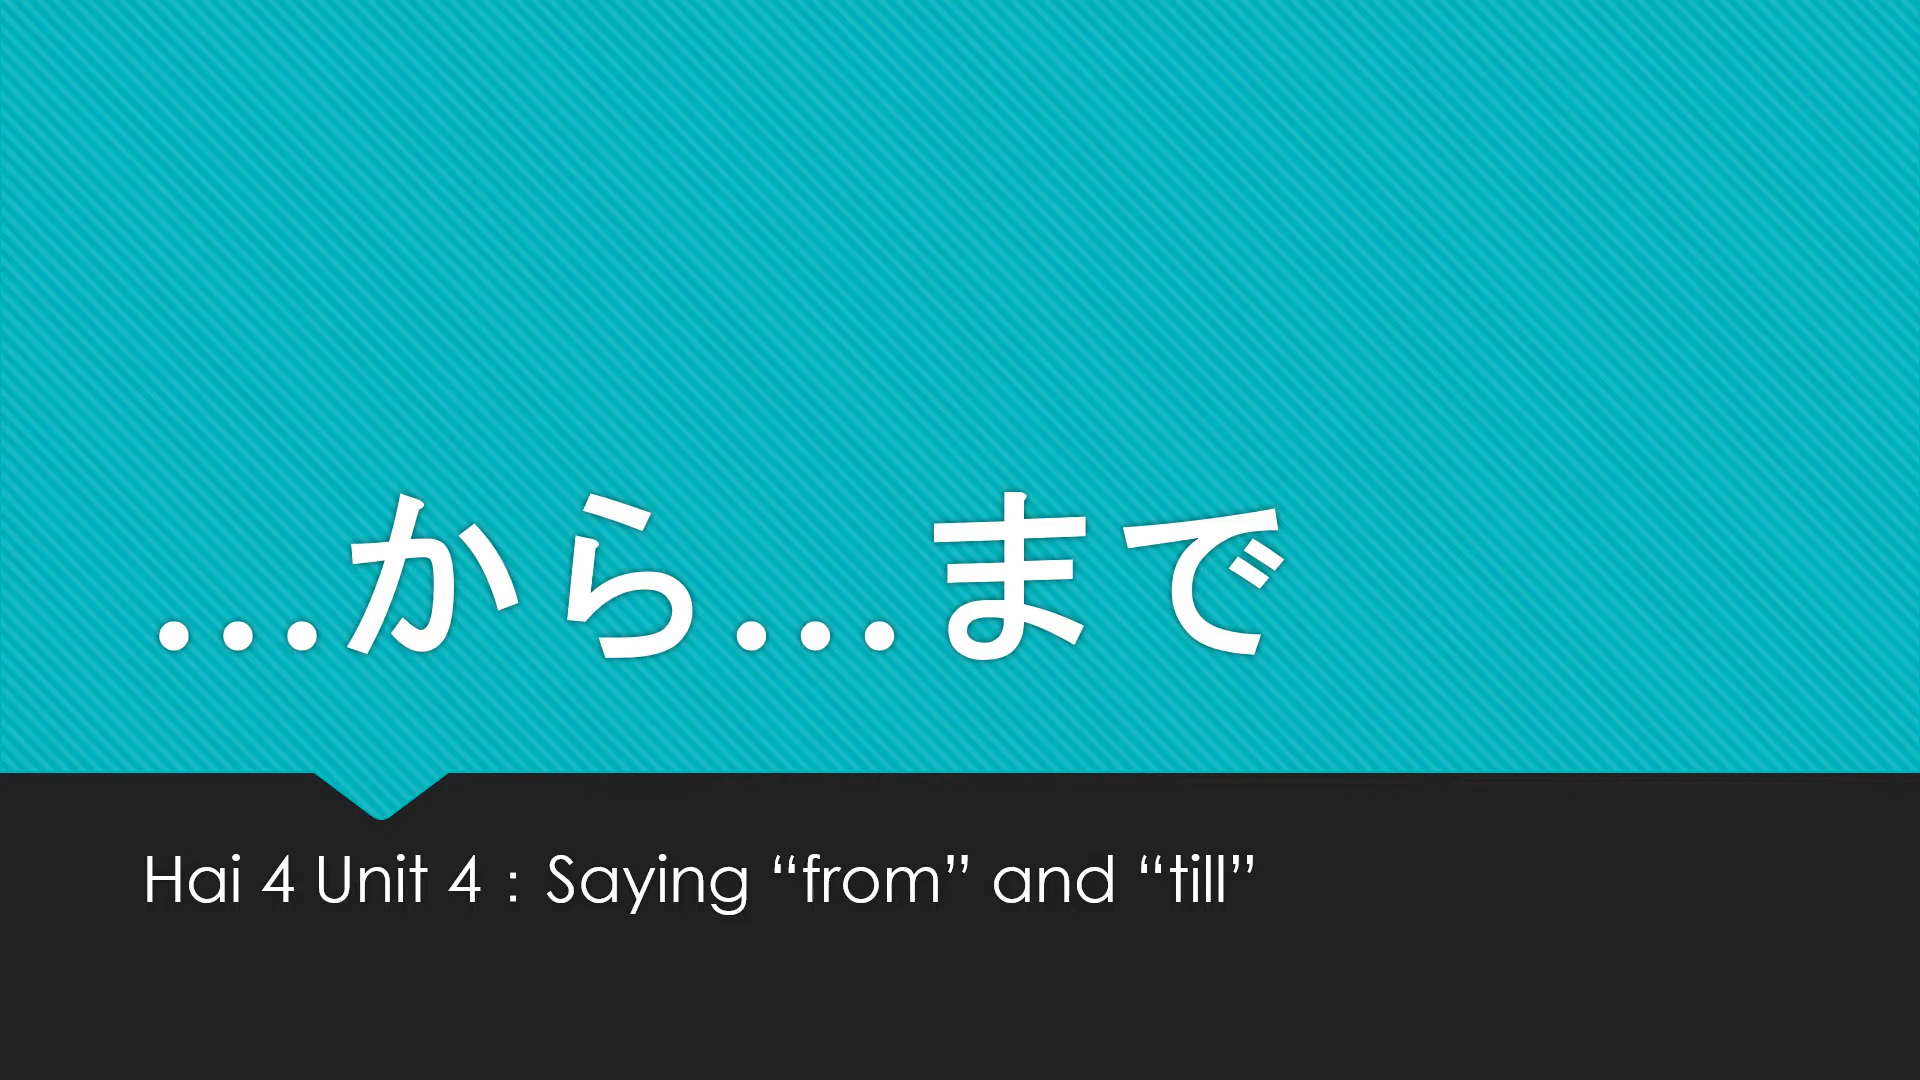 …から…まで
Hai 4 Unit 4：Saying “from” and “till”